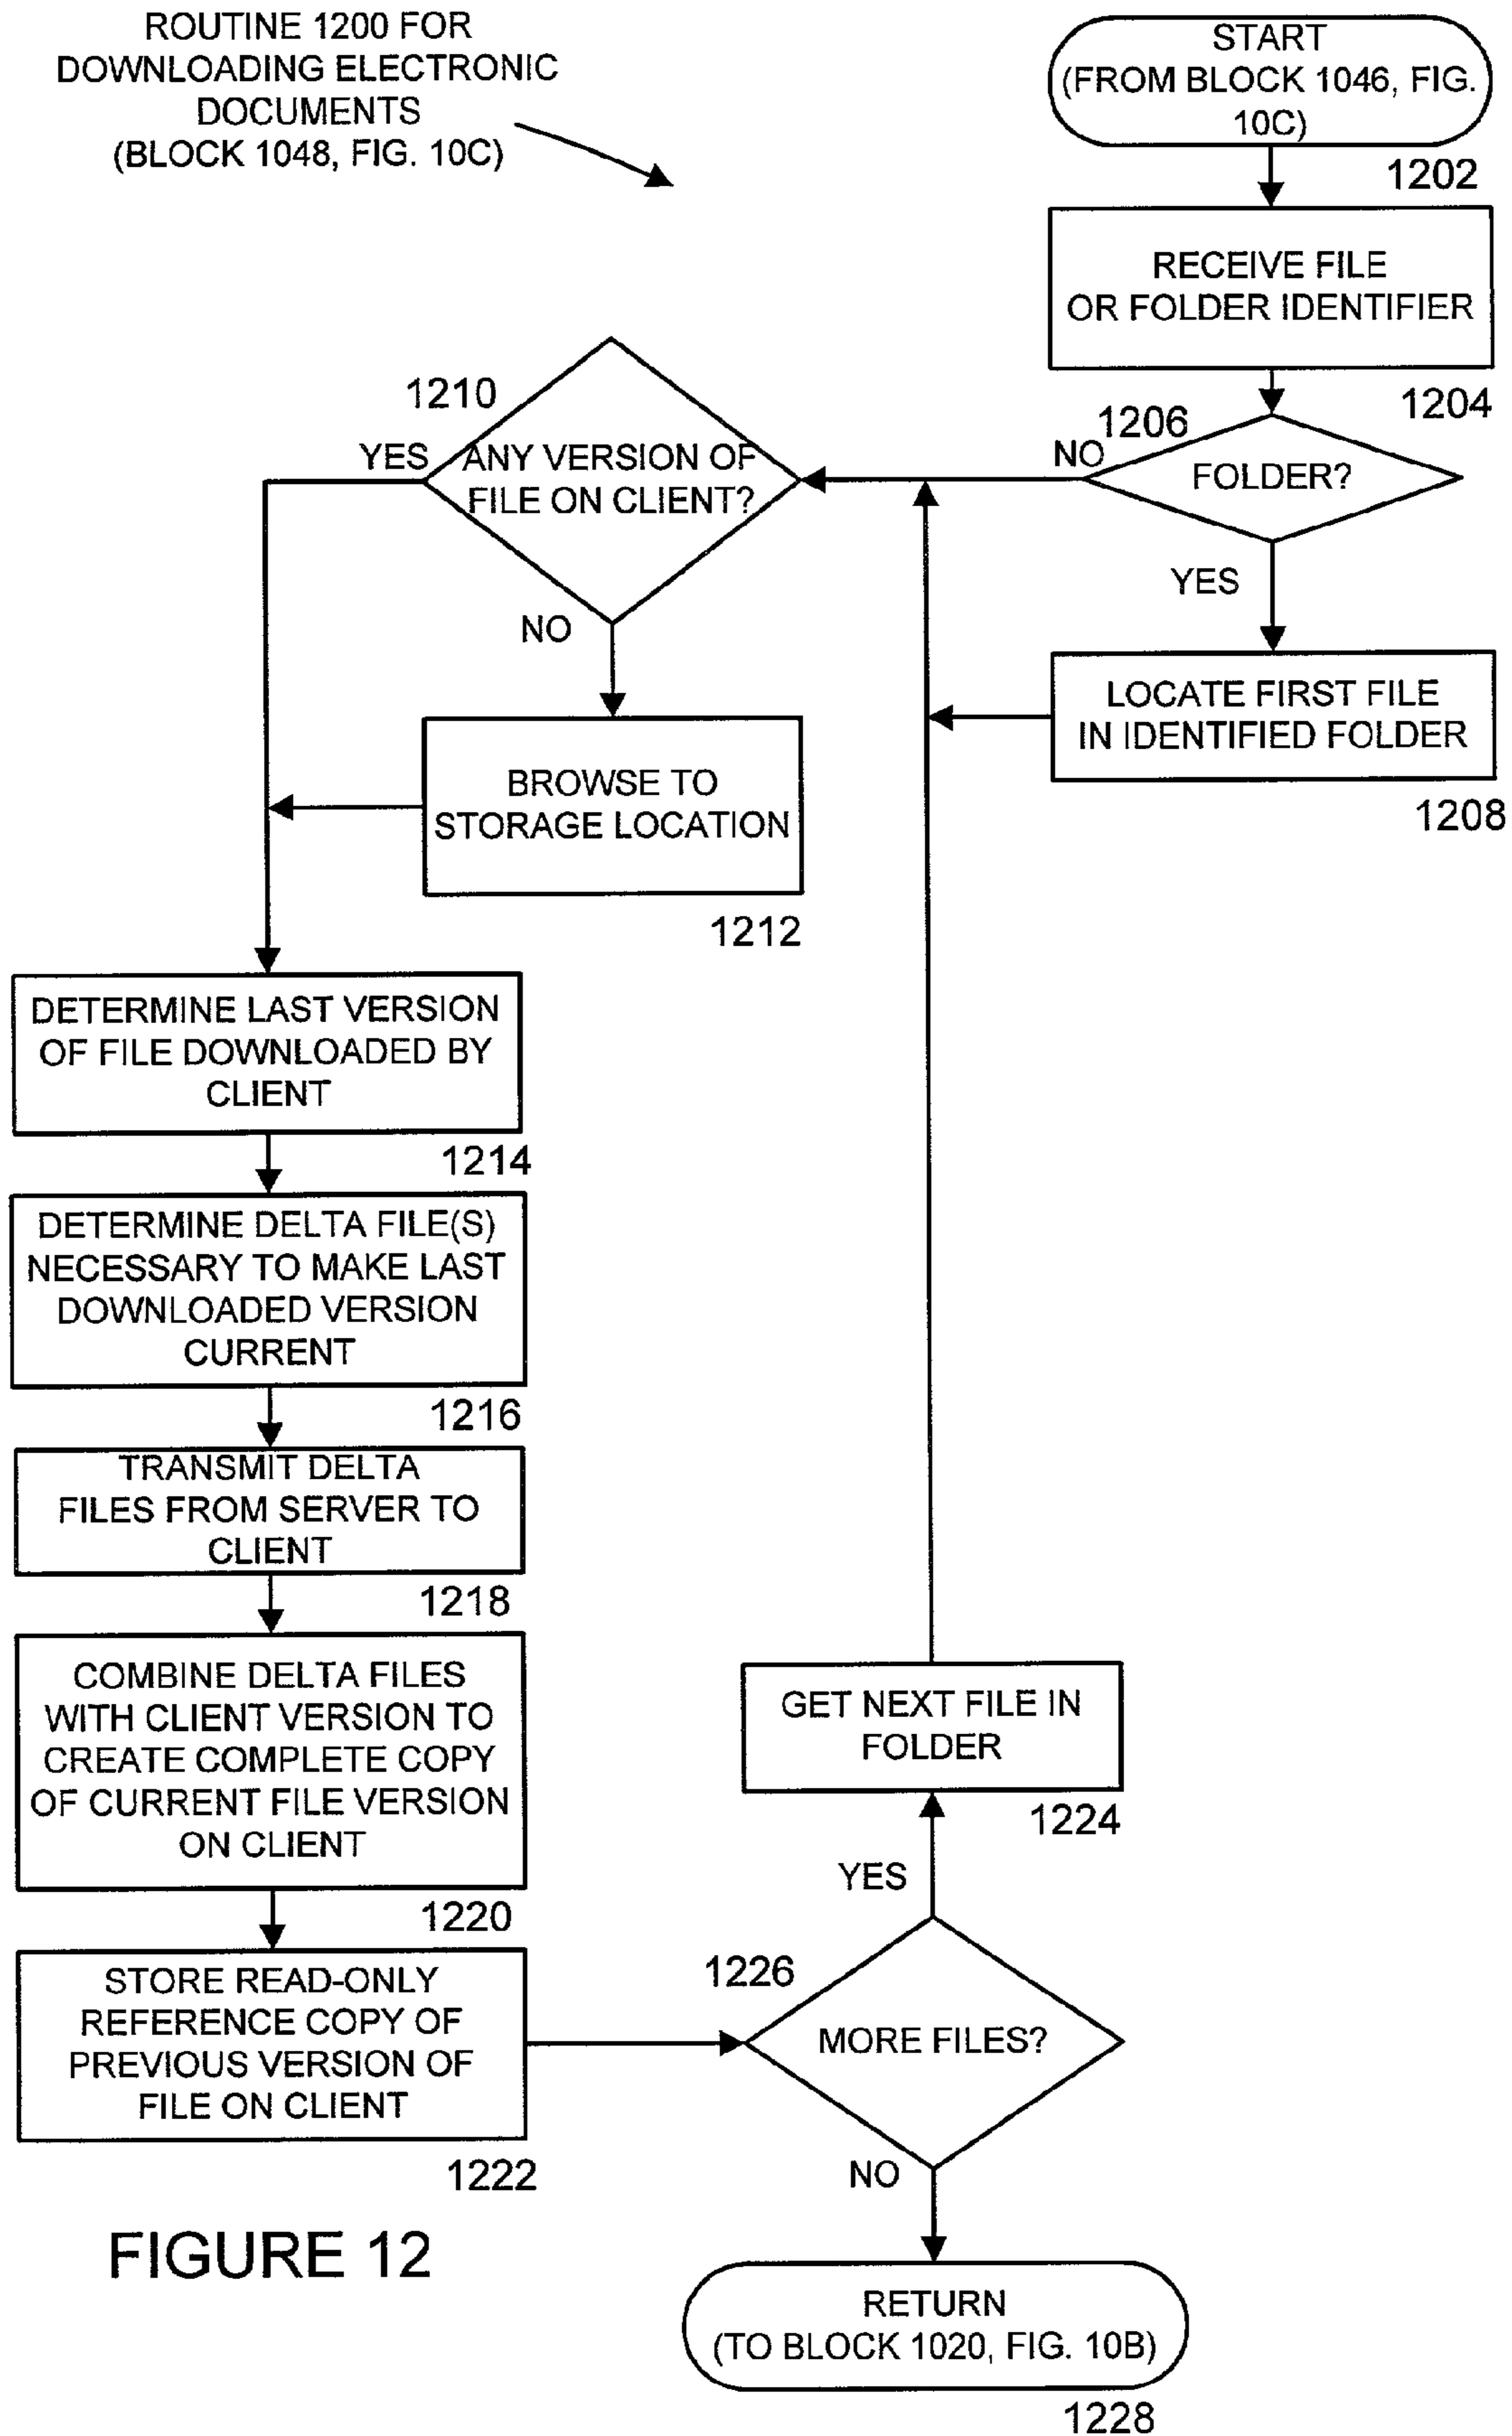 ROUTINE 1200 FOR
DOWNLOADING ELECTRONIC
DOCUMENTS
(BLOCK 1048, FIG. 10C)
START
(FROM BLOCK 1046, FIG.
10C)
1202
RECEIVE FILE
OR FOLDER IDENTIFIER
1204
1206
FOLDER?
NO
YES
LOCATE FIRST FILE
IN IDENTIFIED FOLDER
1208
1210
ANY VERSION OF
FILE ON CLIENT?
YES
NO
BROWSE TO
STORAGE LOCATION
1212
DETERMINE LAST VERSION
OF FILE DOWNLOADED BY
CLIENT
1214
DETERMINE DELTA FILE(S)
NECESSARY TO MAKE LAST
DOWNLOADED VERSION
CURRENT
1216
TRANSMIT DELTA
FILES FROM SERVER TO
CLIENT
1218
COMBINE DELTA FILES
WITH CLIENT VERSION TO
CREATE COMPLETE COPY
OF CURRENT FILE VERSION
ON CLIENT
1220
STORE READ-ONLY
REFERENCE COPY OF
PREVIOUS VERSION OF
FILE ON CLIENT
1222
GET NEXT FILE IN
FOLDER
1224
YES
1226
MORE FILES?
NO
RETURN
(TO BLOCK 1020, FIG. 10B)
1228
FIGURE 12